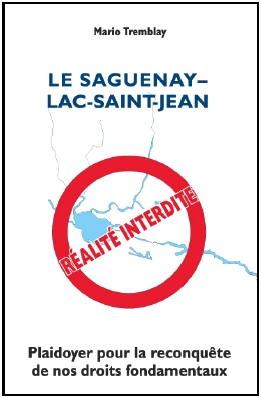 Mario Tremblay
LE SAGUENAY–
LAC-SAINT-JEAN
RÉALITÉ INTERDITE
Plaidoyer pour la reconquête
de nos droits fondamentaux